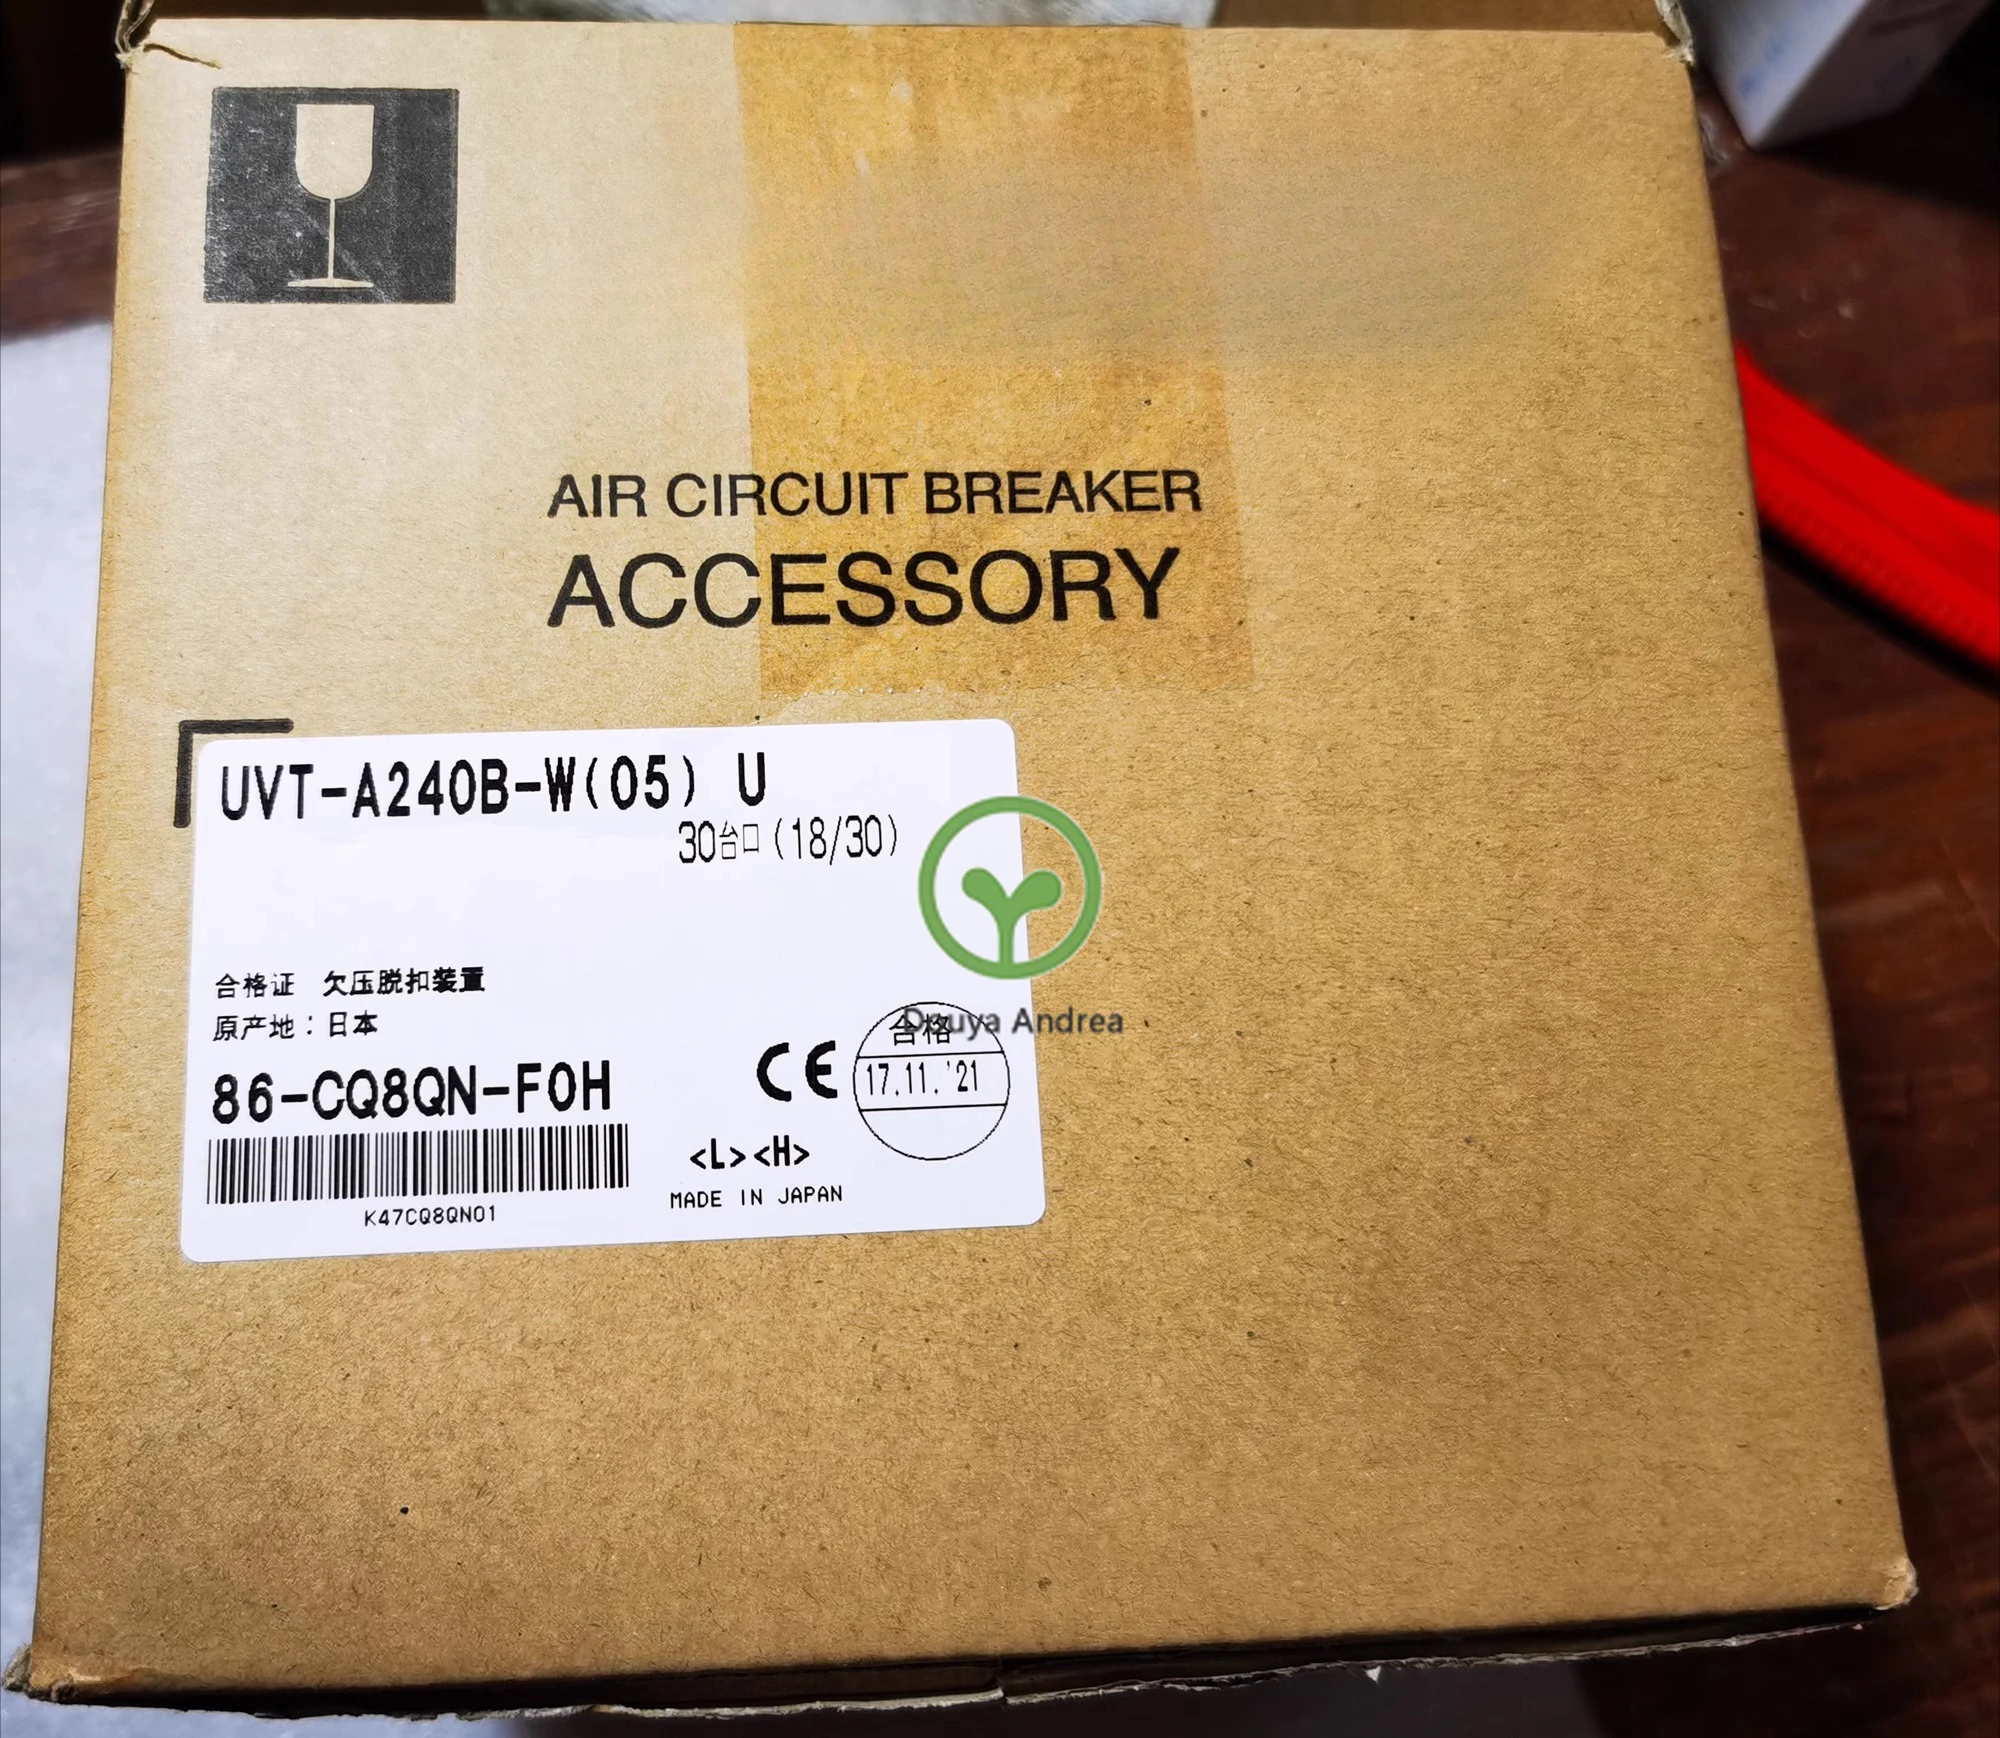 AIR CIRCUIT BREAKER
ACCESSORY
UVT-A240B-W(05) U
30台口(18/30)
合格证 欠压脱扣装置
原产地：日本
86-CQ8QN-F0H
CE
合格
Douya Andrea
17.11.'21
<L><H>
MADE IN JAPAN
K47CQ8QN01